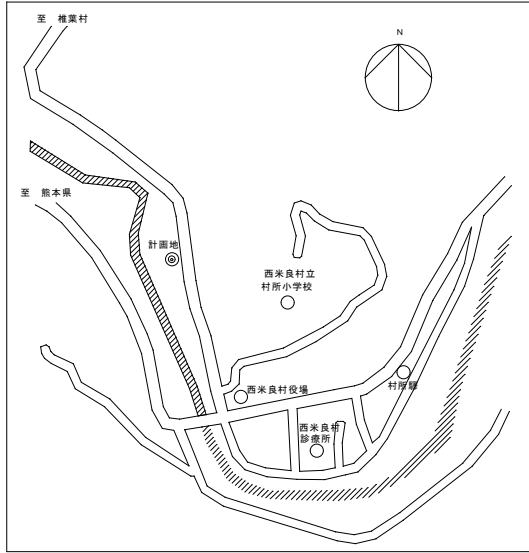 至　椎葉村
N
至　熊本県
計画地
西米良村立
村所小学校
西米良村役場
村所驛
西米良村
診療所